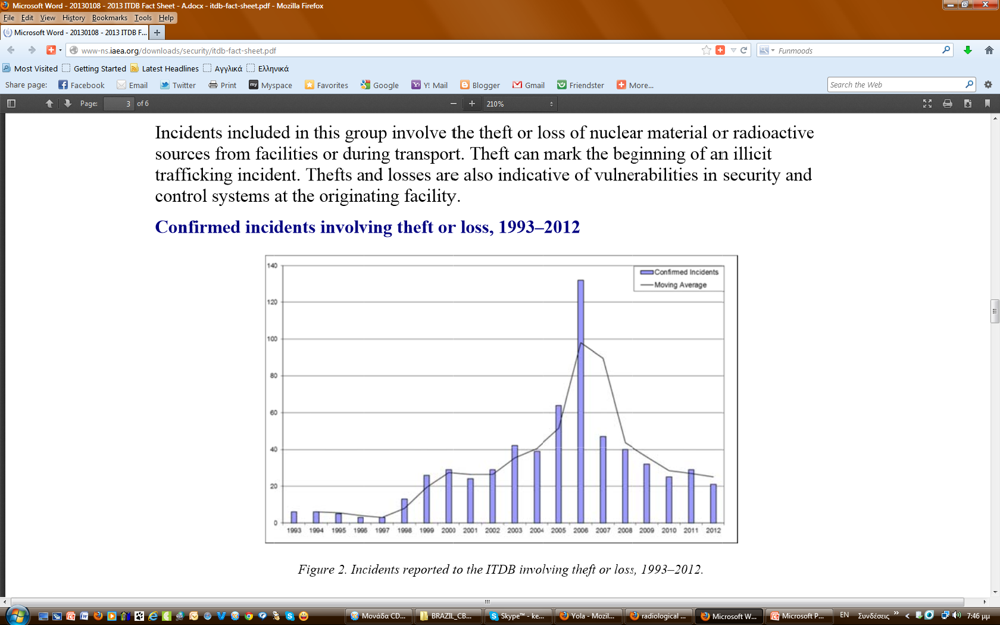 Microsoft Word - 20130108 - 2013 ITDB Fact Sheet - A.docx - itdb-fact-sheet.pdf - Mozilla Firefox
File Edit View History Bookmarks Tools Help
Microsoft Word - 20130108 - 2013 ITDB F... +
www-ns.iaea.org/downloads/security/itdb-fact-sheet.pdf Funmoods
Most Visited Getting Started Latest Headlines Αγγλικά Ελληνικά
Share page: Facebook Email Twitter Print my Myspace Favorites Google Y! Mail Blogger Gmail Friendster More... Search the Web
Page: 3 of 6 210%
Incidents included in this group involve the theft or loss of nuclear material or radioactive
sources from facilities or during transport. Theft can mark the beginning of an illicit
trafficking incident. Thefts and losses are also indicative of vulnerabilities in security and
control systems at the originating facility.
Confirmed incidents involving theft or loss, 1993–2012
140
120
100
80
60
40
20
0
Confirmed Incidents
Moving Average
1993 1994 1995 1996 1997 1998 1999 2000 2001 2002 2003 2004 2005 2006 2007 2008 2009 2010 2011 2012
Figure 2. Incidents reported to the ITDB involving theft or loss, 1993–2012.
Μονάδα CD... BRAZIL_CB... Skype™ - ke... Yola - Mozil... radiological ... Microsoft W... Microsoft P... EN Συνδέσεις 7:46 μμ